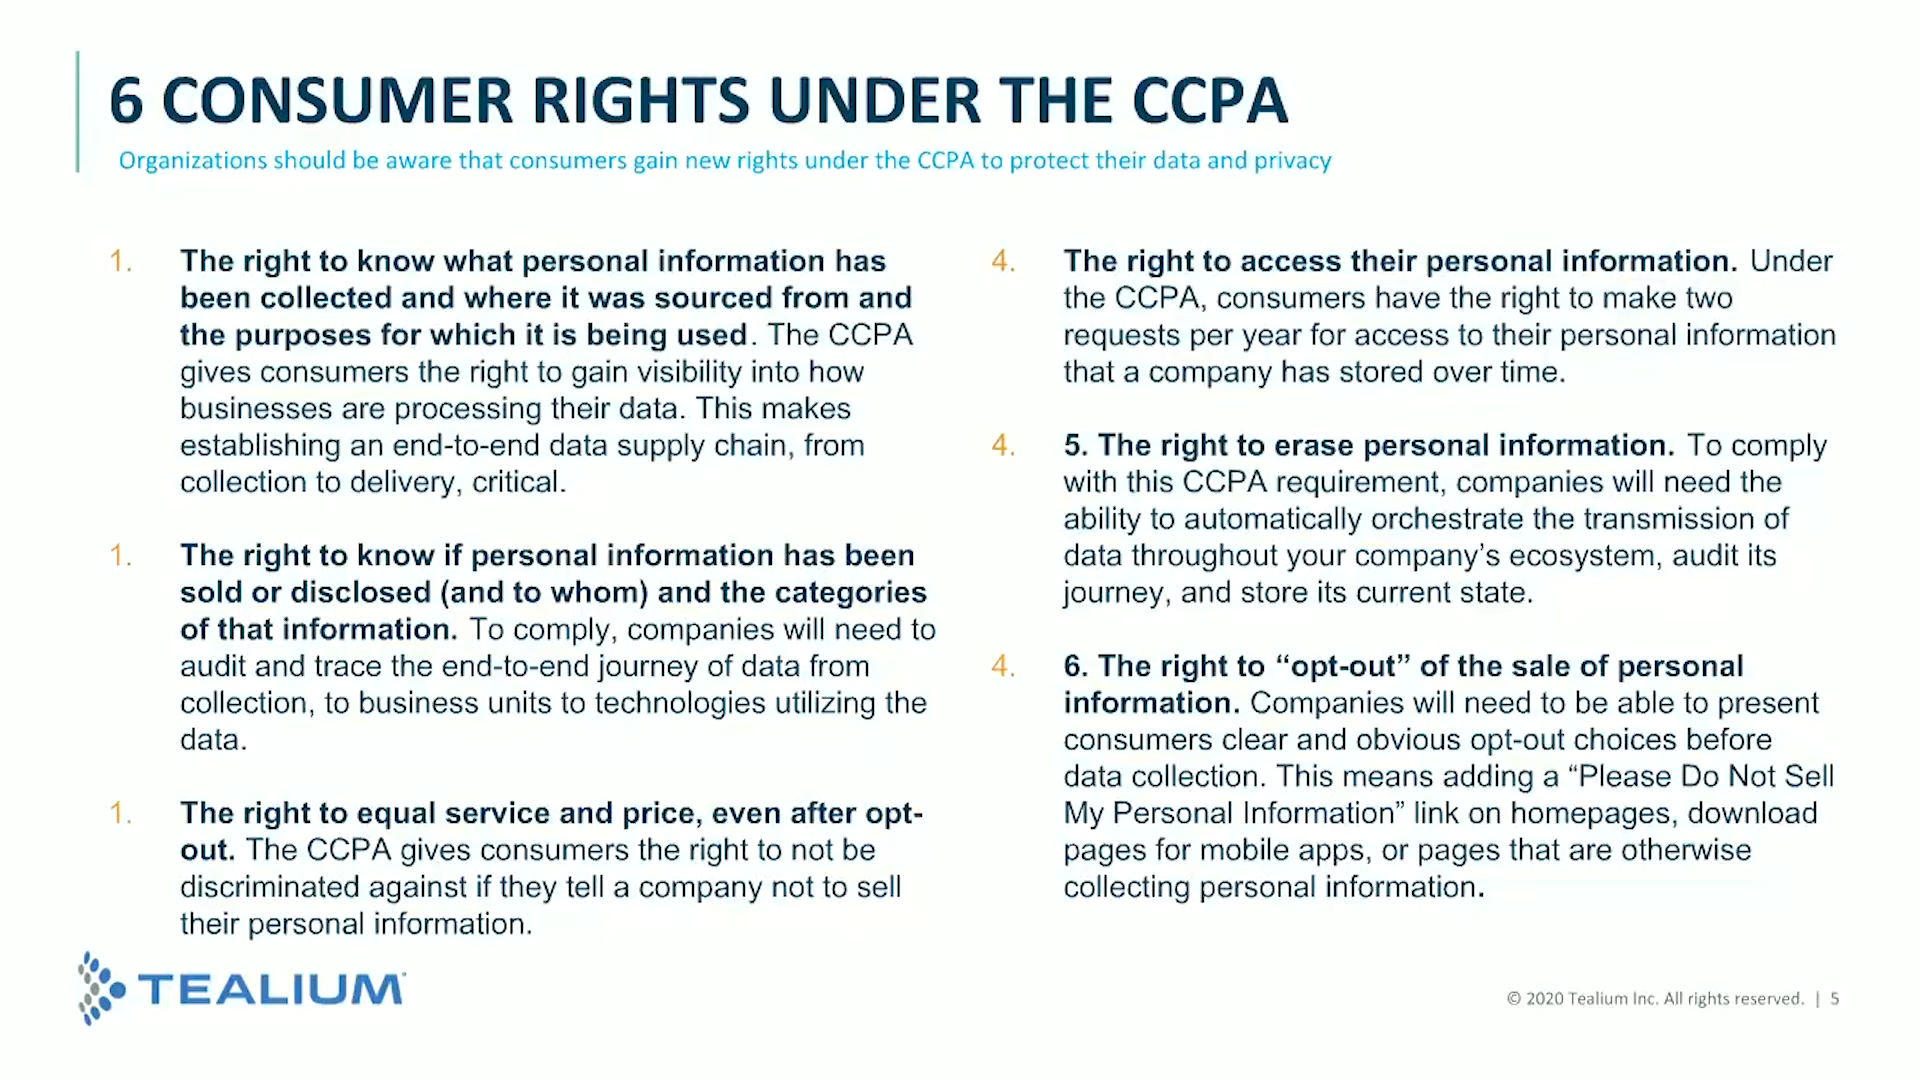 6 CONSUMER RIGHTS UNDER THE CCPA
Organizations should be aware that consumers gain new rights under the CCPA to protect their data and privacy
1. The right to know what personal information has
been collected and where it was sourced from and
the purposes for which it is being used. The CCPA
gives consumers the right to gain visibility into how
businesses are processing their data. This makes
establishing an end-to-end data supply chain, from
collection to delivery, critical.
1. The right to know if personal information has been
sold or disclosed (and to whom) and the categories
of that information. To comply, companies will need to
audit and trace the end-to-end journey of data from
collection, to business units to technologies utilizing the
data.
1. The right to equal service and price, even after opt-
out. The CCPA gives consumers the right to not be
discriminated against if they tell a company not to sell
their personal information.
4. The right to access their personal information. Under
the CCPA, consumers have the right to make two
requests per year for access to their personal information
that a company has stored over time.
4. 5. The right to erase personal information. To comply
with this CCPA requirement, companies will need the
ability to automatically orchestrate the transmission of
data throughout your company’s ecosystem, audit its
journey, and store its current state.
4. 6. The right to “opt-out” of the sale of personal
information. Companies will need to be able to present
consumers clear and obvious opt-out choices before
data collection. This means adding a “Please Do Not Sell
My Personal Information” link on homepages, download
pages for mobile apps, or pages that are otherwise
collecting personal information.
TEALIUM
© 2020 Tealium Inc. All rights reserved. | 5